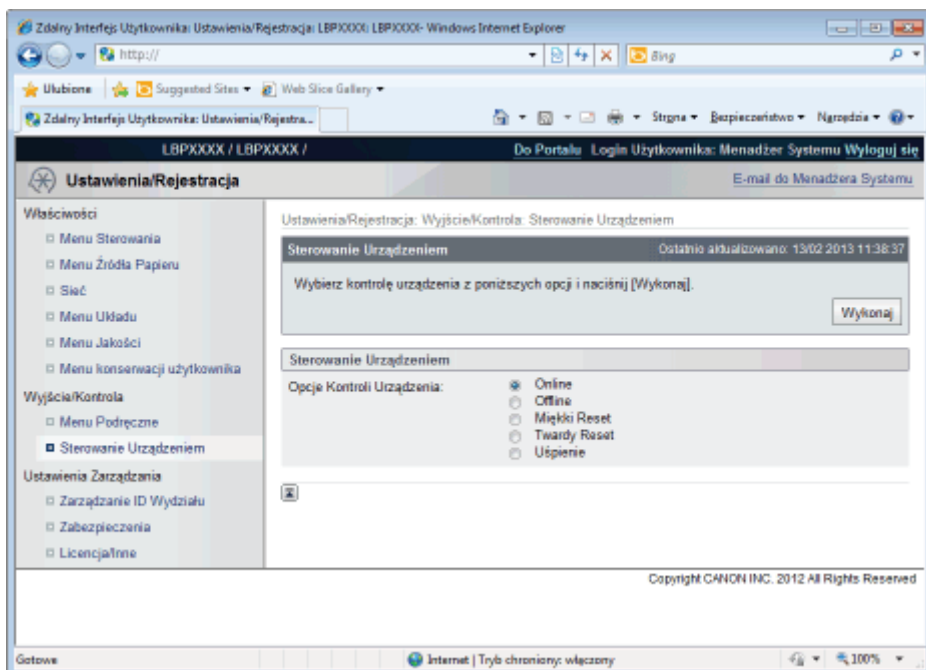 Zdalny Interfejs Użytkownika: Ustawienia/Rejestracja: LBPXXXX: LBPXXXX- Windows Internet Explorer
http://
Bing
Ulubione Suggested Sites Web Slice Gallery
Zdalny Interfejs Użytkownika: Ustawienia/Rejestra...
Strona Bezpieczeństwo Narzędzia
LBPXXXX / LBPXXXX /
Do Portalu Login Użytkownika: Menadżer Systemu Wyloguj się
Ustawienia/Rejestracja
E-mail do Menadżera Systemu
Właściwości
Menu Sterowania
Menu Źródła Papieru
Sieć
Menu Układu
Menu Jakości
Menu konserwacji użytkownika
Wyjście/Kontrola
Menu Podręczne
Sterowanie Urządzeniem
Ustawienia Zarządzania
Zarządzanie ID Wydziału
Zabezpieczenia
Licencja/Inne
Ustawienia/Rejestracja: Wyjście/Kontrola: Sterowanie Urządzeniem
Sterowanie Urządzeniem
Ostatnio aktualizowano: 13/02 2013 11:38:37
Wybierz kontrolę urządzenia z poniższych opcji i naciśnij [Wykonaj].
Wykonaj
Sterowanie Urządzeniem
Opcje Kontroli Urządzenia:
Online
Offline
Miękki Reset
Twardy Reset
Uśpienie
Copyright CANON INC. 2012 All Rights Reserved
Gotowe
Internet | Tryb chroniony: włączony
100%